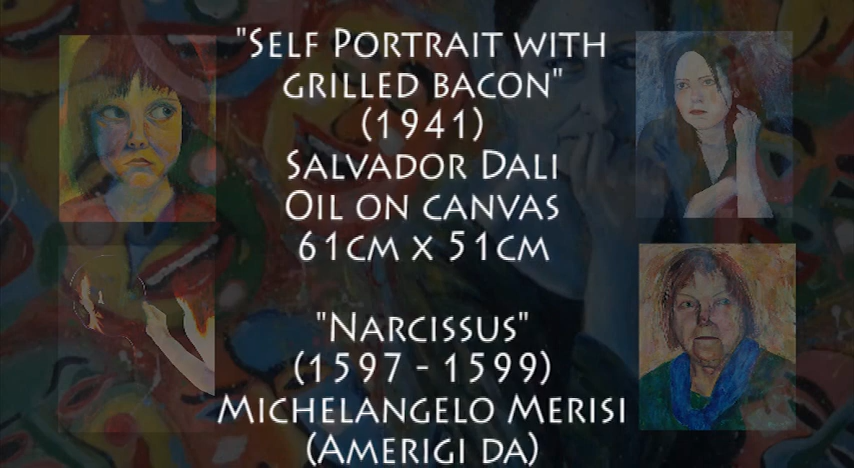 "Self Portrait with
grilled bacon"
(1941)
Salvador Dali
Oil on canvas
61cm x 51cm
"Narcissus"
(1597 - 1599)
Michelangelo Merisi
(Amerigi da)